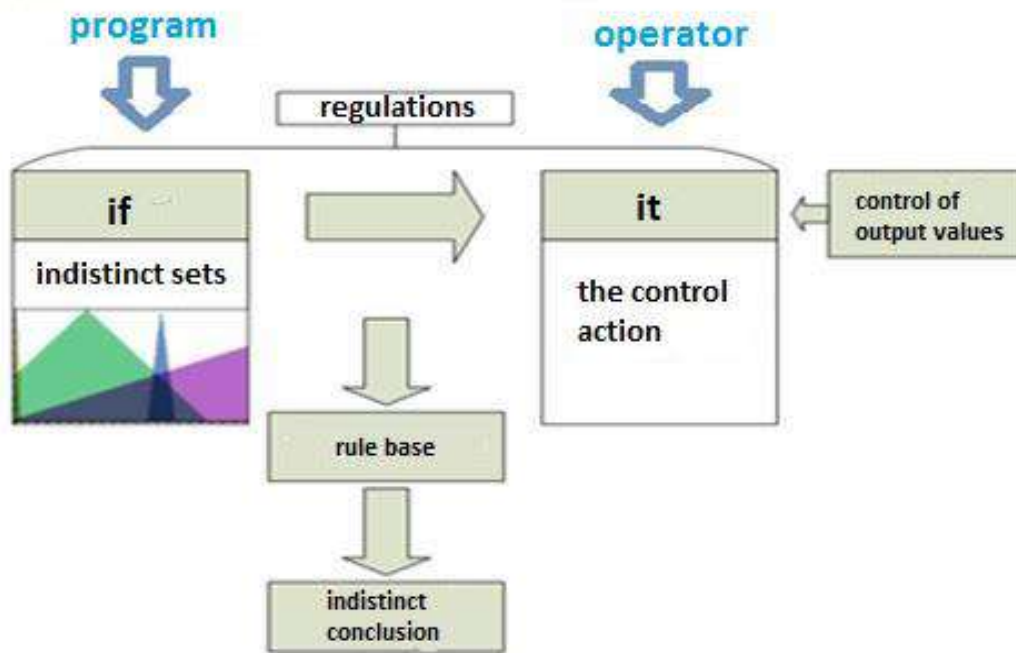 program
operator
regulations
if
it
control of
output values
indistinct sets
the control
action
rule base
indistinct
conclusion